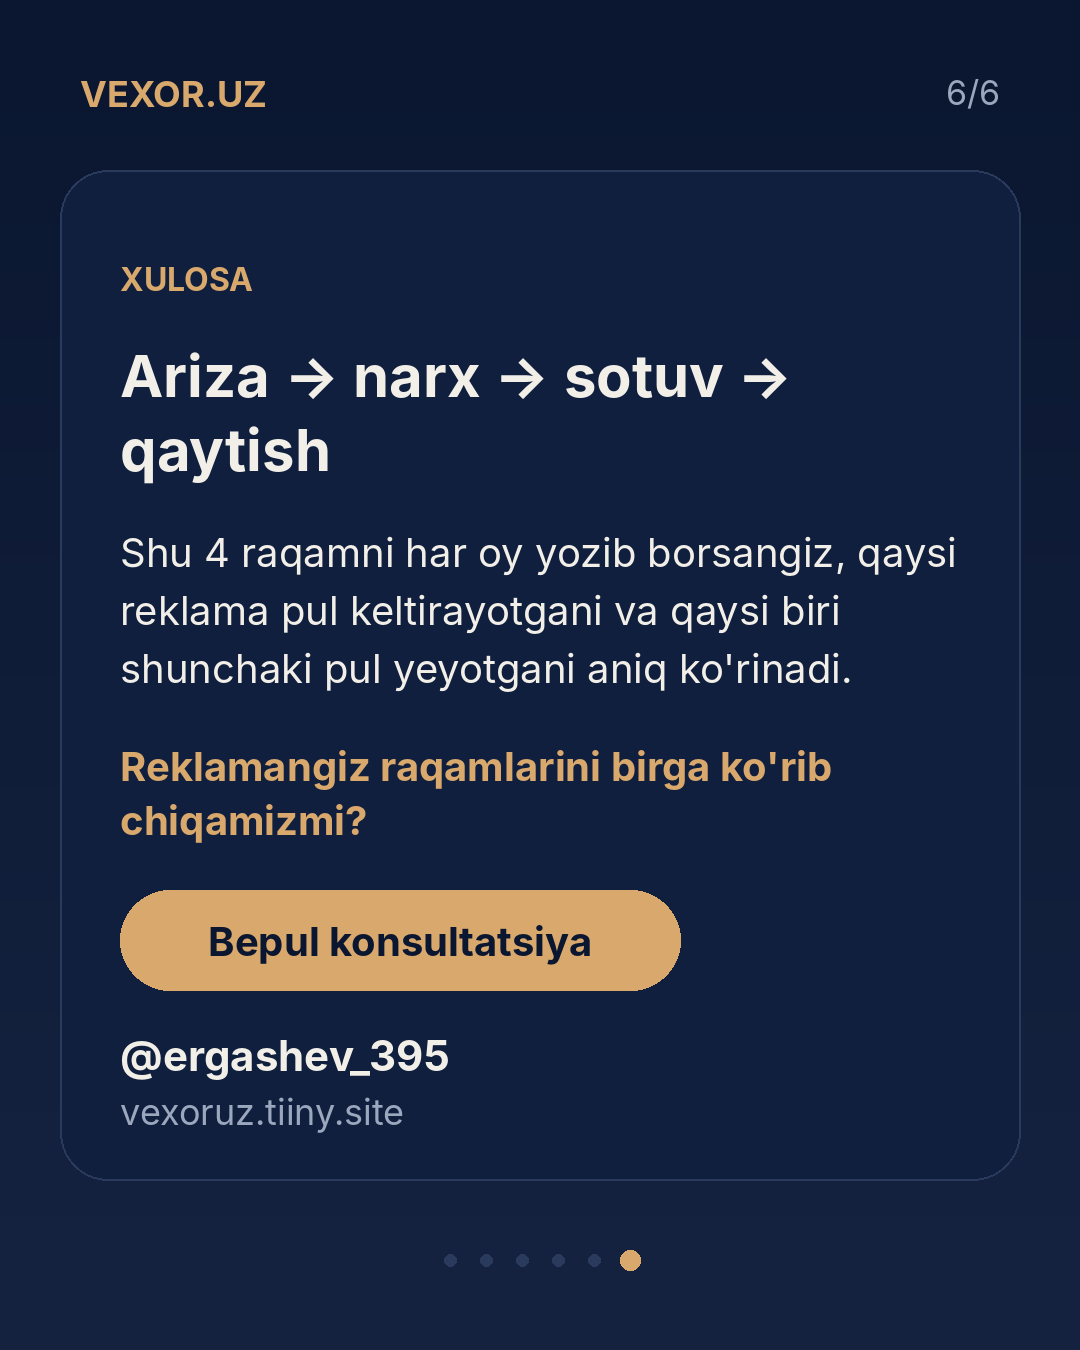 VEXOR.UZ
6/6
XULOSA
Ariza → narx → sotuv →
qaytish
Shu 4 raqamni har oy yozib borsangiz, qaysi
reklama pul keltirayotgani va qaysi biri
shunchaki pul yeyotgani aniq ko'rinadi.
Reklamangiz raqamlarini birga ko'rib
chiqamizmi?
Bepul konsultatsiya
@ergashev_395
vexoruz.tiiny.site